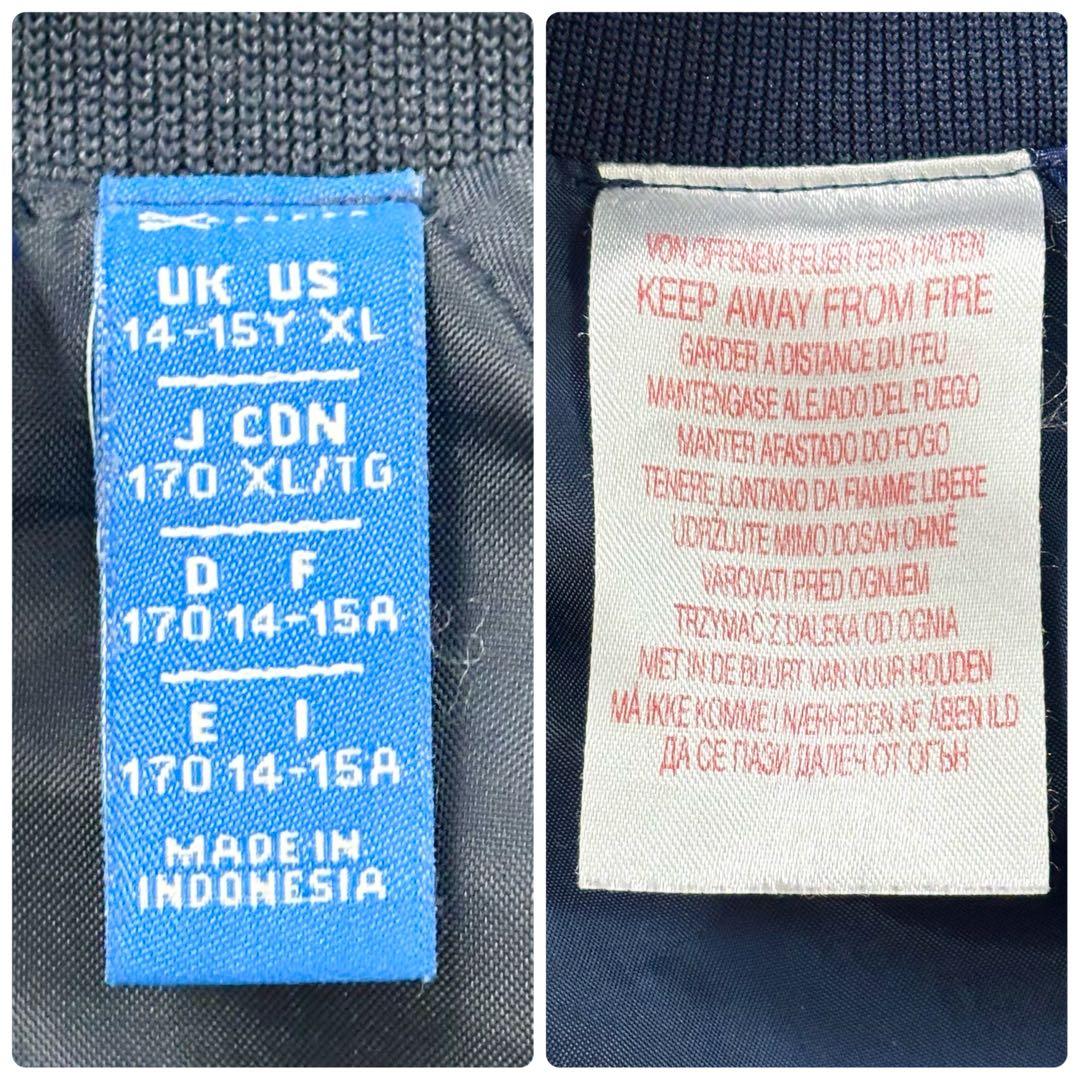 UK US
14-15Y XL
J CDN
170 XL/TG
D F
170 14-15A
E I
170 14-15A
MADE IN
INDONESIA
VON OFFENEM FEUER FERN HALTEN
KEEP AWAY FROM FIRE
GARDER A DISTANCE DU FEU
MANTENGASE ALEJADO DEL FUEGO
MANTER AFASTADO DO FOGO
TENERE LONTANO DA FIAMME LIBERE
UDRŽUJTE MIMO DOSAH OHNĚ
VAROVATI PRED OGNJEM
TRZYMAĆ Z DALEKA OD OGNIA
NIET IN DE BUURT VAN VUUR HOUDEN
MÅ IKKE KOMME I NÆRHEDEN AF ÅBEN ILD
ДА СЕ ПАЗИ ДАЛЕЧ ОТ ОГЪН